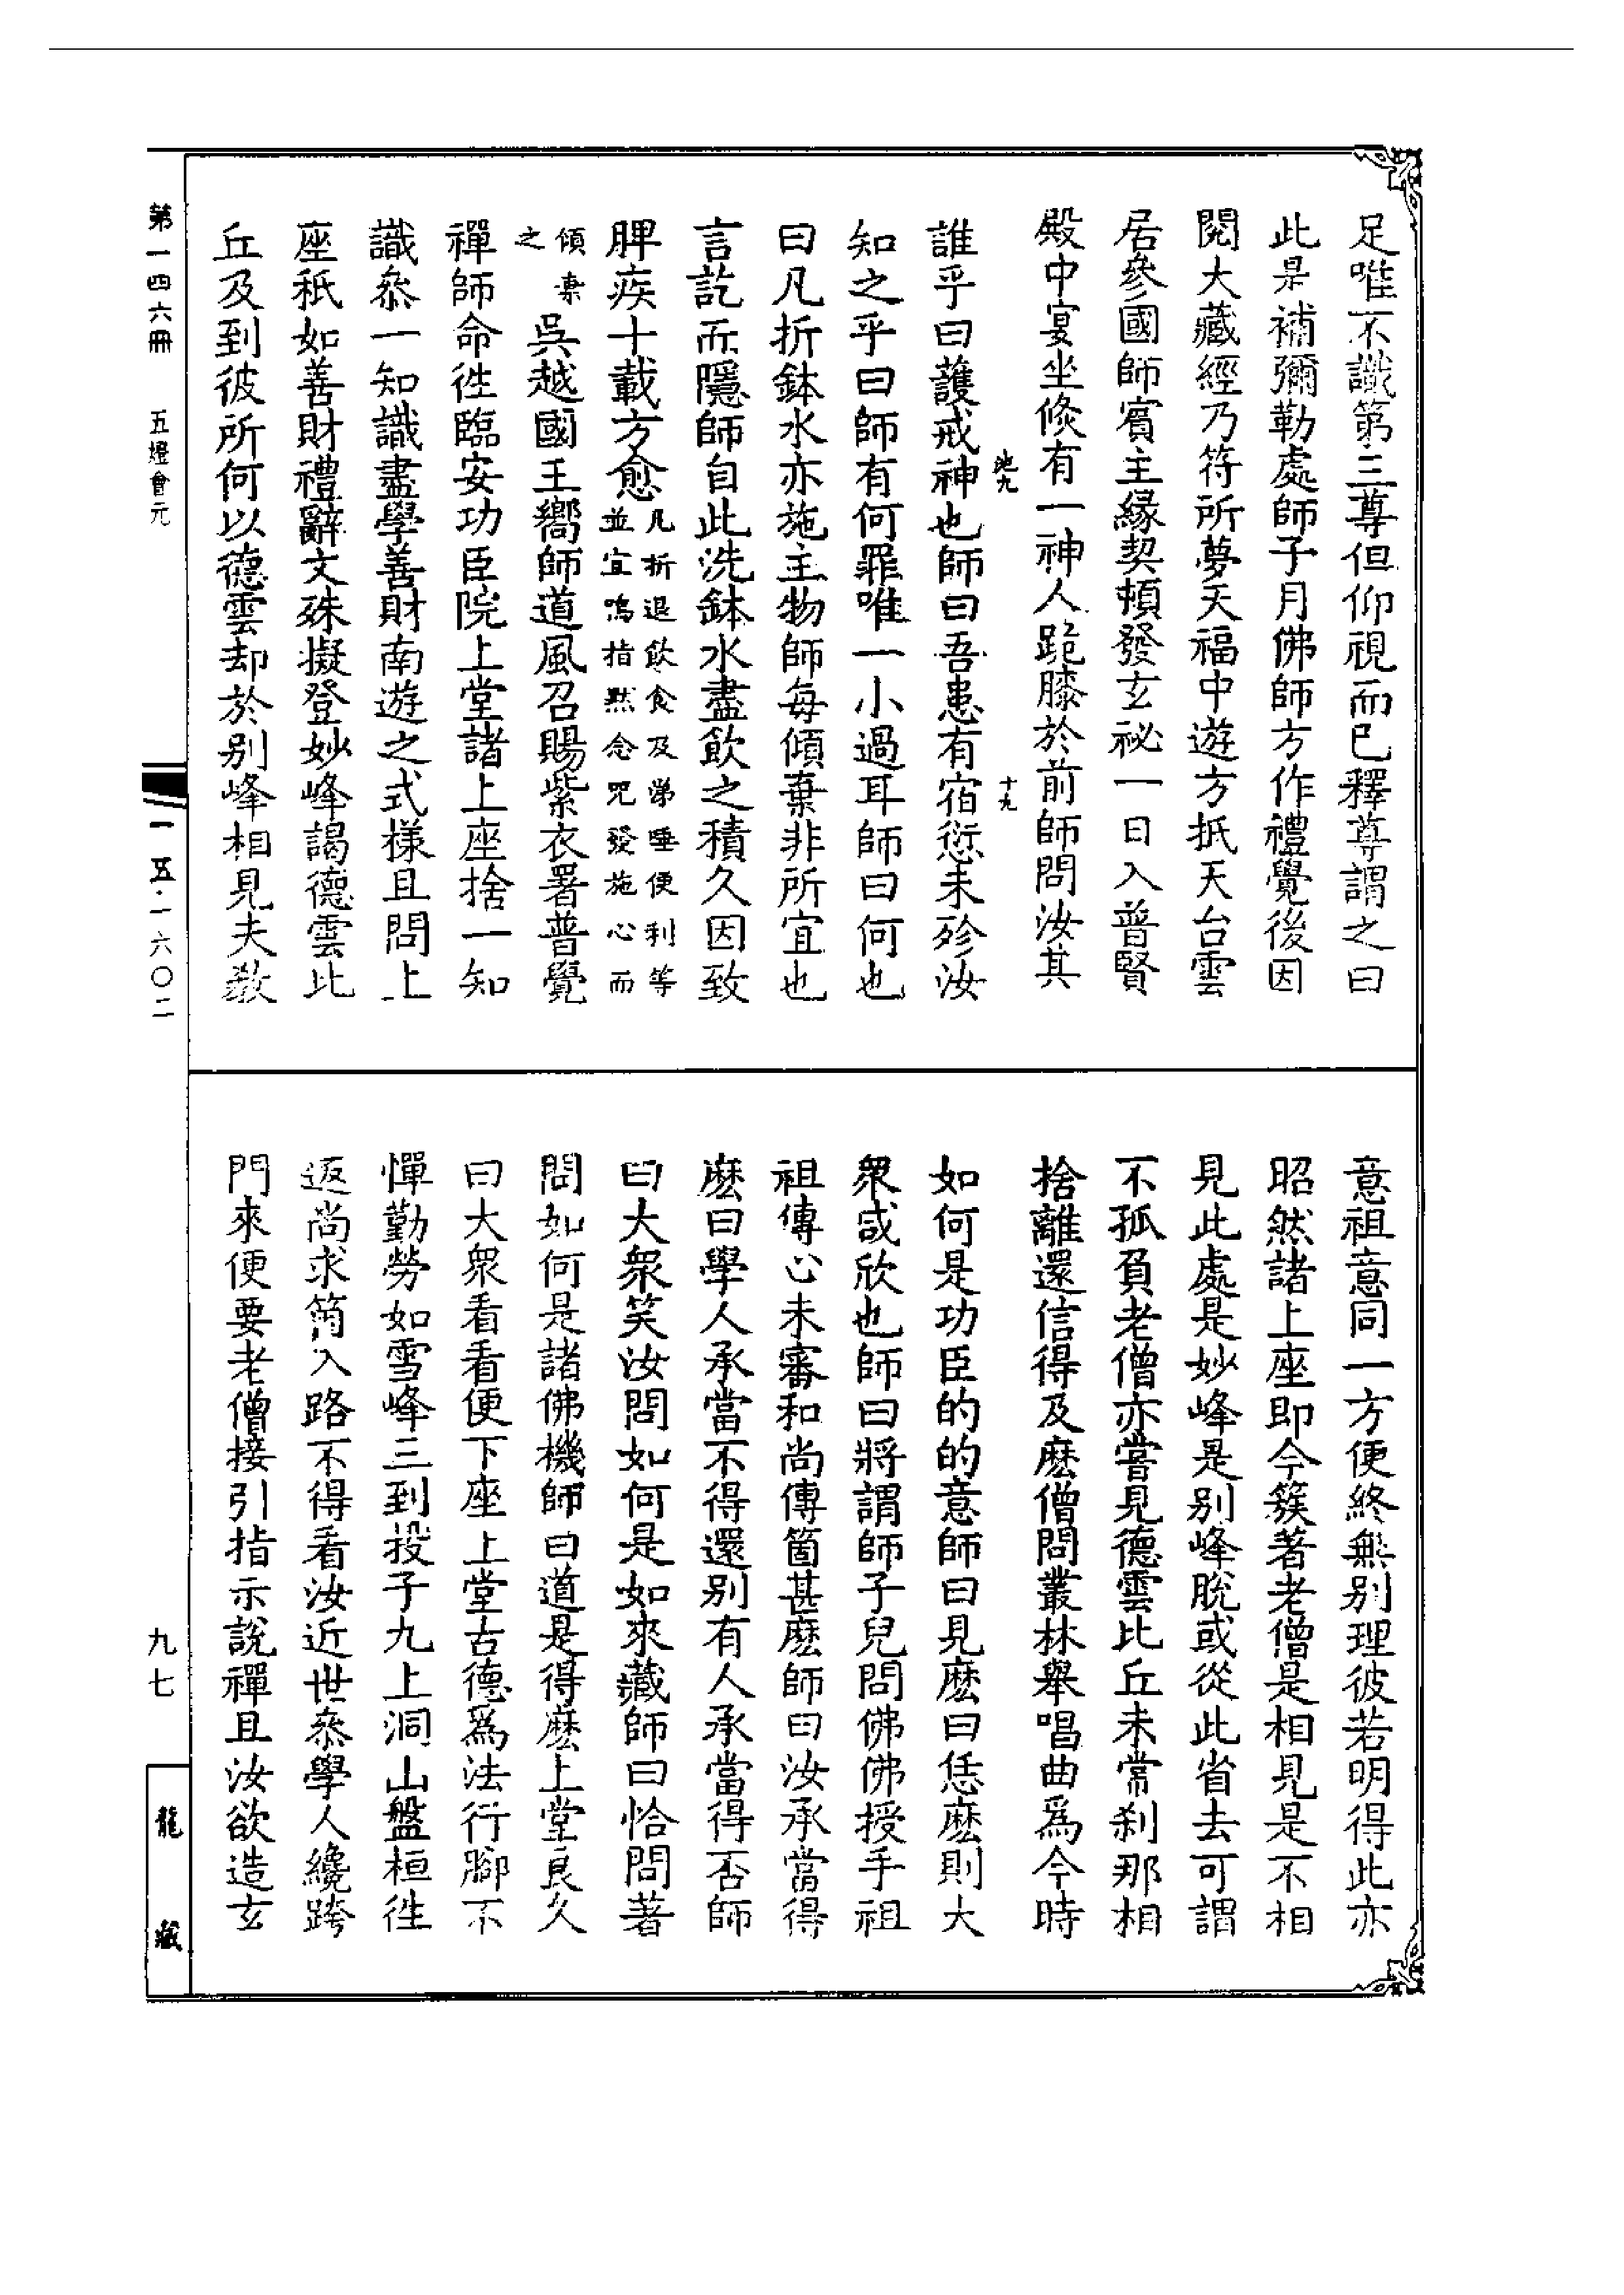 足唯不識第三尊但仰視而已釋尊謂之曰
此是補彌勒處師子月佛師方作禮覺後因
閱大藏經乃符所夢天福中遊方抵天台雲
居參國師賓主緣契頓發玄祕一日入普賢
殿中宴坐倐有一神人跪膝於前師問汝其
池九 十九
誰乎曰護戒神也師曰吾患有宿愆未殄汝
知之乎曰師有何罪唯一小過耳師曰何也
曰凡折鉢水亦施主物師每傾棄非所宜也
言訖而隱師自此洗鉢水盡飲之積久因致
脾疾十載方愈凡折退飲食及涕唾便利等並宜鳴指默念咒發施心而
傾棄之吳越國王嚮師道風召賜紫衣署普覺
禪師命徃臨安功臣院上堂諸上座捨一知
識叅一知識盡學善財南遊之式樣且問上
座秖如善財禮辭文殊擬登妙峰謁德雲比
丘及到彼所何以德雲却於别峰相見夫教
意祖意同一方便終無别理彼若明得此亦
昭然諸上座即今簇著老僧是相見是不相
見此處是妙峰是别峰脫或從此省去可謂
不孤負老僧亦嘗見德雲比丘未常刹那相
捨離還信得及麽僧問叢林舉唱曲爲今時
如何是功臣的的意師曰見麽曰恁麽則大
衆咸欣也師曰將謂師子兒問佛佛授手祖
祖傳心未審和尚傳箇甚麽師曰汝承當得
麽曰學人承當不得還别有人承當得否師
曰大衆笑汝問如何是如來藏師曰恰問著
問如何是諸佛機師曰道是得麽上堂良久
曰大衆看看便下座上堂古德爲法行腳不
憚勤勞如雪峰三到投子九上洞山盤桓徃
返尚求箇入路不得看汝近世叅學人纔跨
門來便要老僧接引指示說禪且汝欲造玄
第一四六冊 五燈會元
一五·一六〇二
九七
龍藏